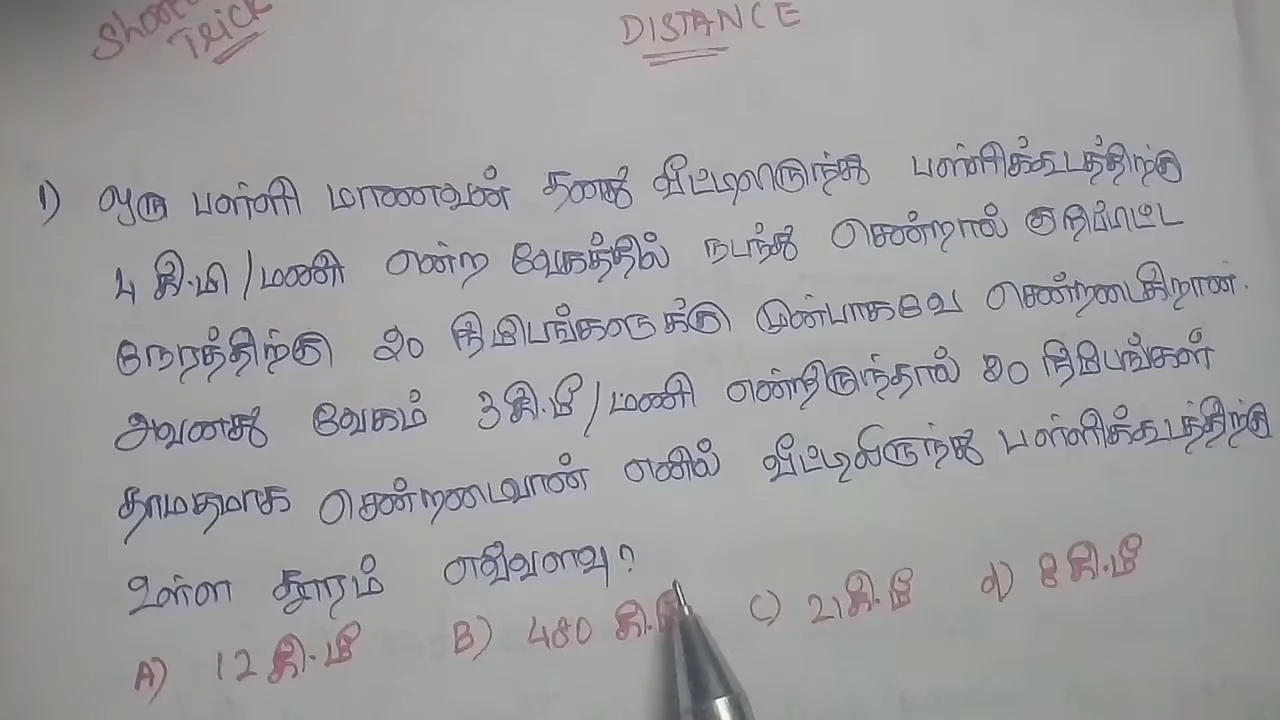 Short
Trick
DISTANCE
1) ஒரு பள்ளி மாணவன் தனது வீட்டிலிருந்து பள்ளிக்கூடத்திற்கு
4 கி.மி / மணி என்ற வேகத்தில் நடந்து சென்றால் குறிப்பிட்ட
நேரத்திற்கு 20 நிமிடங்களுக்கு முன்பாகவே சென்றடைகிறான்.
அவனது வேகம் 3 கி.மீ / மணி என்றிருந்தால் 20 நிமிடங்கள்
தாமதமாக சென்றடைவான் எனில் வீட்டிலிருந்து பள்ளிக்கூடத்திற்கு
உள்ள தூரம் எவ்வளவு?
A) 12 கி.மீ B) 480 கி.மீ C) 21 கி.மீ d) 8 கி.மீ